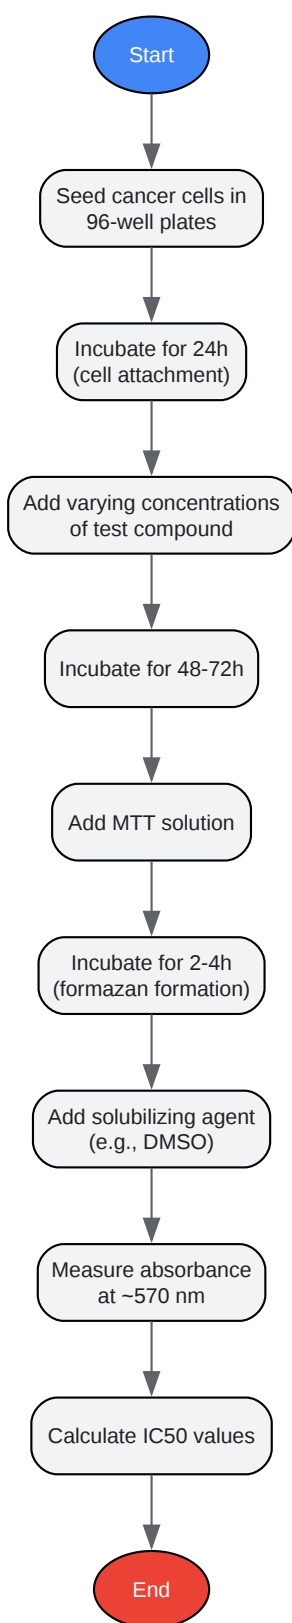 Start
Seed cancer cells in
96-well plates
Incubate for 24h
(cell attachment)
Add varying concentrations
of test compound
Incubate for 48-72h
Add MTT solution
Incubate for 2-4h
(formazan formation)
Add solubilizing agent
(e.g., DMSO)
Measure absorbance
at ~570 nm
Calculate IC50 values
End